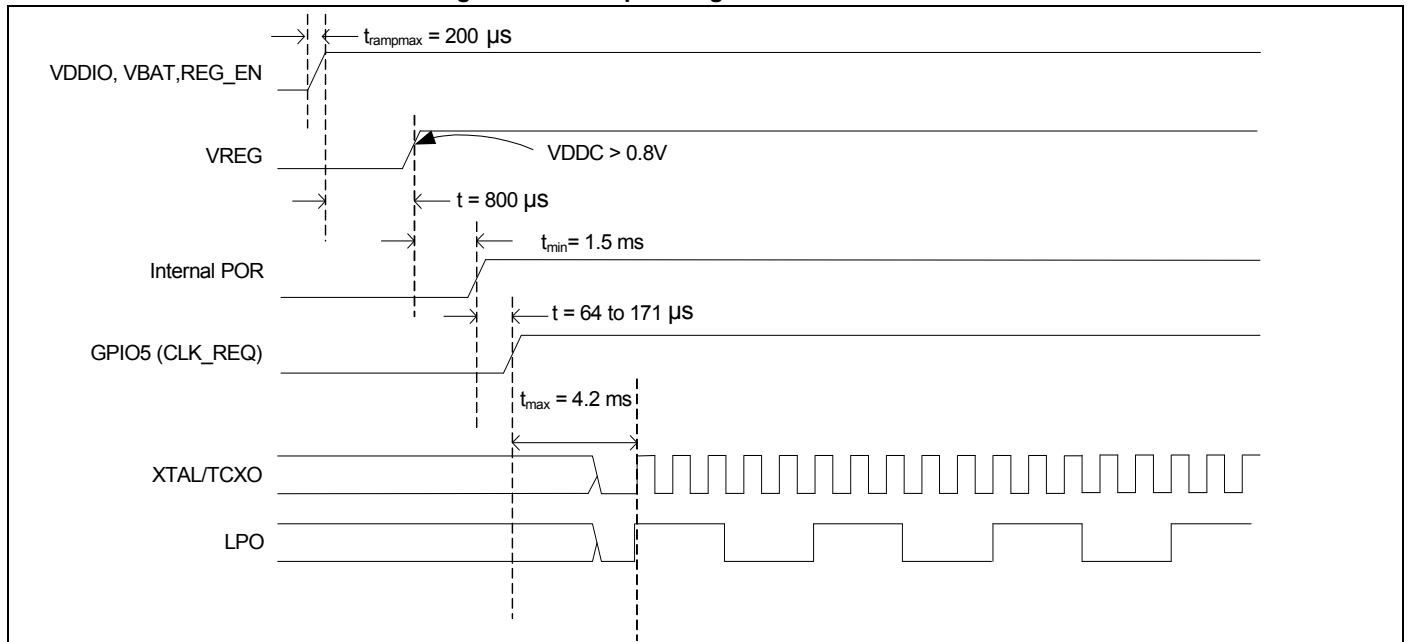 t_rampmax = 200 µs
VDDIO, VBAT,REG_EN
VREG
VDDC > 0.8V
t = 800 µs
t_min= 1.5 ms
Internal POR
t = 64 to 171 µs
GPIO5 (CLK_REQ)
t_max = 4.2 ms
XTAL/TCXO
LPO